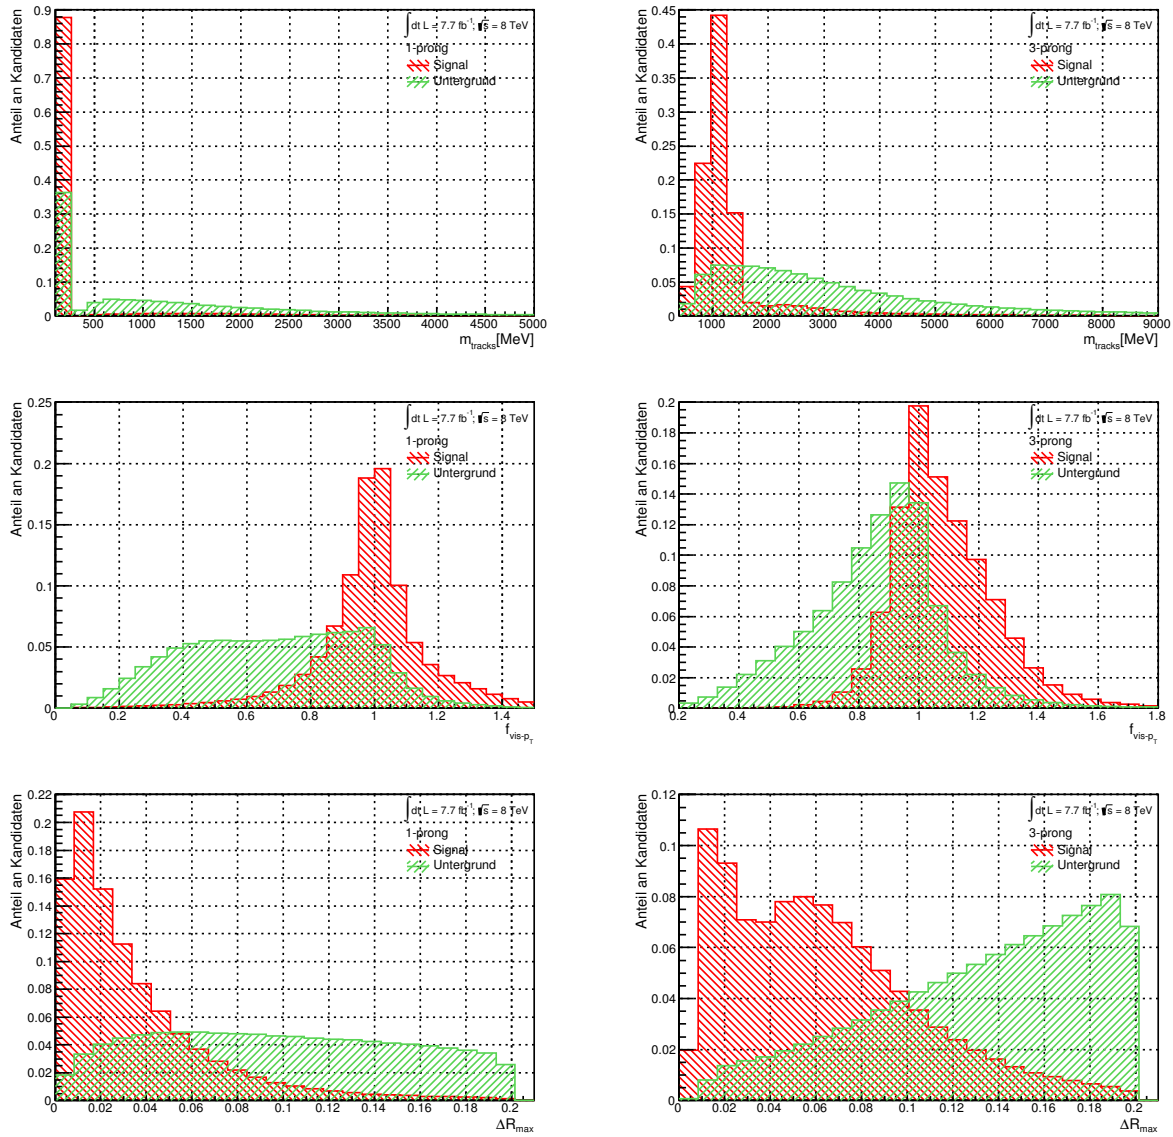 Anteil an Kandidaten
0.9
0.8
0.7
0.6
0.5
0.4
0.3
0.2
0.1
0
∫ dt L = 7.7 fb⁻¹; √s = 8 TeV
1-prong
Signal
Untergrund
500 1000 1500 2000 2500 3000 3500 4000 4500 5000
m_tracks[MeV]
Anteil an Kandidaten
0.45
0.4
0.35
0.3
0.25
0.2
0.15
0.1
0.05
0
∫ dt L = 7.7 fb⁻¹; √s = 8 TeV
3-prong
Signal
Untergrund
1000 2000 3000 4000 5000 6000 7000 8000 9000
m_tracks[MeV]
Anteil an Kandidaten
0.25
0.2
0.15
0.1
0.05
0
∫ dt L = 7.7 fb⁻¹; √s = 8 TeV
1-prong
Signal
Untergrund
0 0.2 0.4 0.6 0.8 1 1.2 1.4
f_vis-p_T
Anteil an Kandidaten
0.2
0.18
0.16
0.14
0.12
0.1
0.08
0.06
0.04
0.02
0
∫ dt L = 7.7 fb⁻¹; √s = 8 TeV
3-prong
Signal
Untergrund
0.2 0.4 0.6 0.8 1.0 1.2 1.4 1.6 1.8
f_vis-p_T
Anteil an Kandidaten
0.22
0.2
0.18
0.16
0.14
0.12
0.1
0.08
0.06
0.04
0.02
0
∫ dt L = 7.7 fb⁻¹; √s = 8 TeV
1-prong
Signal
Untergrund
0 0.02 0.04 0.06 0.08 0.1 0.12 0.14 0.16 0.18 0.2
ΔR_max
Anteil an Kandidaten
0.12
0.1
0.08
0.06
0.04
0.02
0
∫ dt L = 7.7 fb⁻¹; √s = 8 TeV
3-prong
Signal
Untergrund
0 0.02 0.04 0.06 0.08 0.1 0.12 0.14 0.16 0.18 0.2
ΔR_max